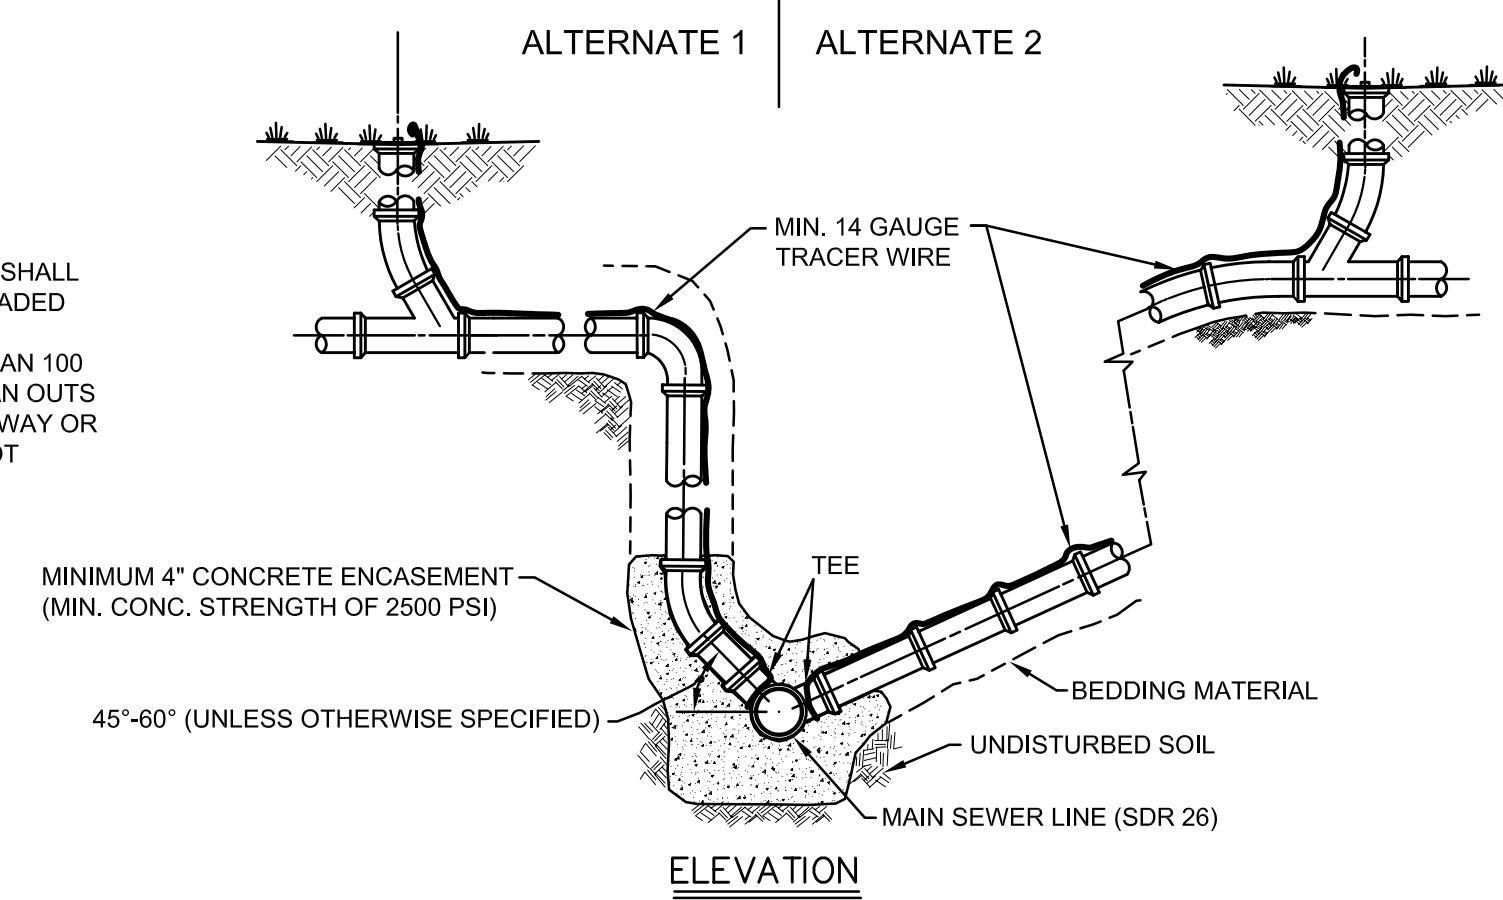 ALTERNATE 1
ALTERNATE 2
SHALL
ADED
AN 100
AN OUTS
WAY OR
OT
MIN. 14 GAUGE
TRACER WIRE
MINIMUM 4" CONCRETE ENCASEMENT
(MIN. CONC. STRENGTH OF 2500 PSI)
TEE
45°-60° (UNLESS OTHERWISE SPECIFIED)
BEDDING MATERIAL
UNDISTURBED SOIL
MAIN SEWER LINE (SDR 26)
ELEVATION